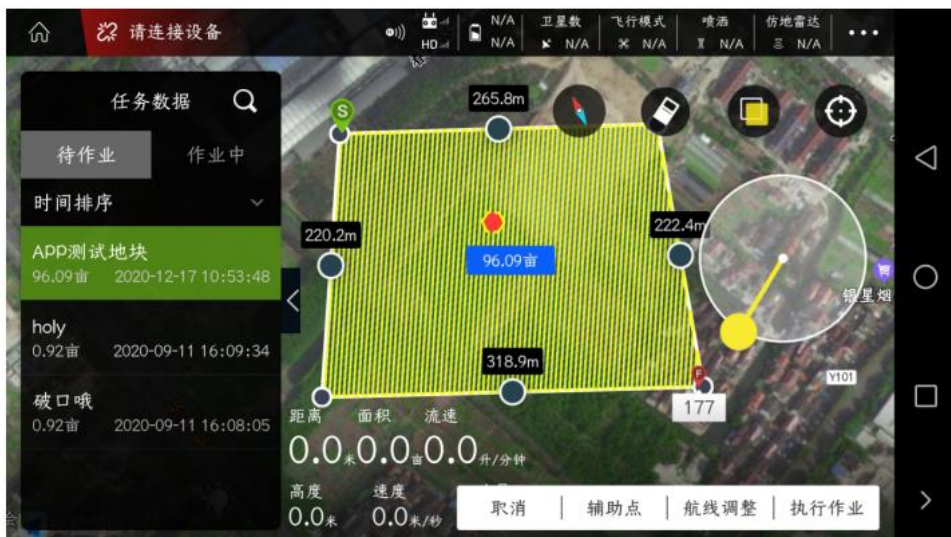 请连接设备
HD
N/A
N/A
卫星数
N/A
飞行模式
N/A
喷洒
N/A
仿地雷达
N/A
任务数据
待作业 作业中
时间排序
APP测试地块
96.09亩 2020-12-17 10:53:48
holy
0.92亩 2020-09-11 16:09:34
破口哦
0.92亩 2020-09-11 16:08:05
S
265.8m
220.2m
222.4m
96.09亩
318.9m
177
银星烟
Y101
距离 面积 流速
0.0米 0.0亩 0.0升/分钟
高度 速度
0.0米 0.0米/秒
取消 辅助点 航线调整 执行作业